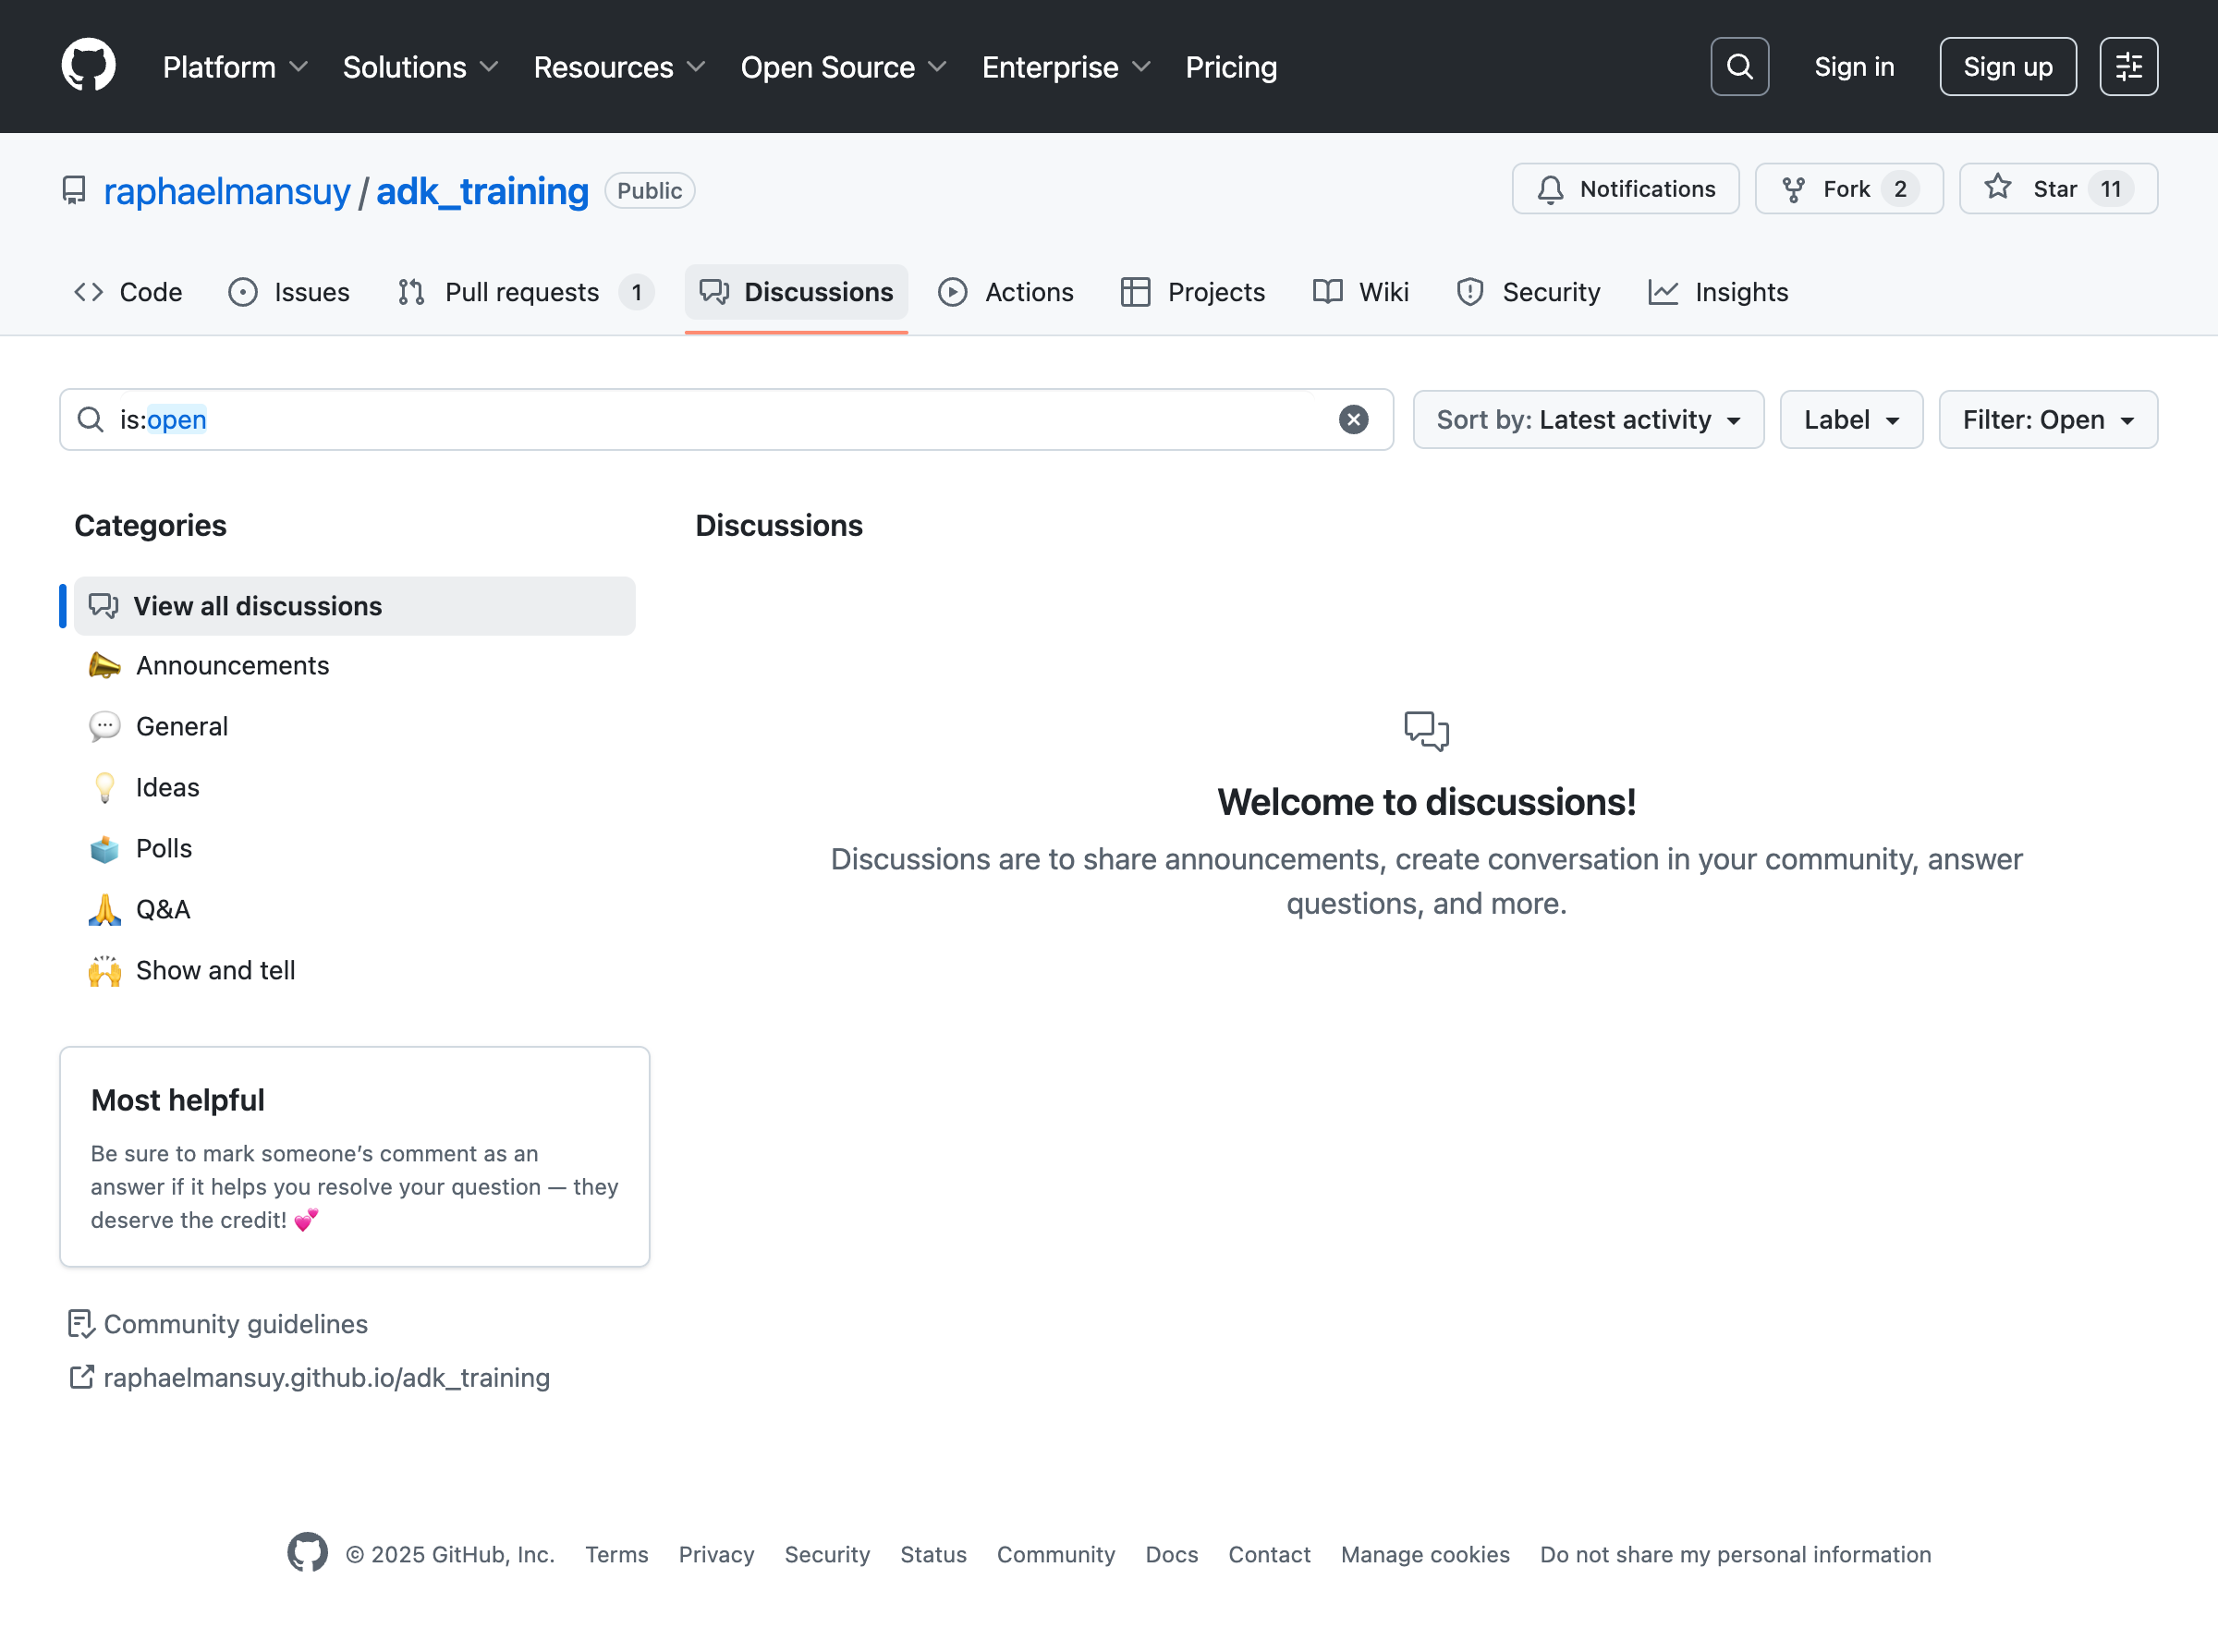 Platform Solutions Resources Open Source Enterprise Pricing Sign in Sign up
raphaelmansuy / adk_training Public Notifications Fork 2 Star 11
Code Issues Pull requests 1 Discussions Actions Projects Wiki Security Insights
is:open Sort by: Latest activity Label Filter: Open
Categories
View all discussions
Announcements
General
Ideas
Polls
Q&A
Show and tell
Most helpful
Be sure to mark someone’s comment as an
answer if it helps you resolve your question — they
deserve the credit! 💕
Community guidelines
raphaelmansuy.github.io/adk_training
Discussions
Welcome to discussions!
Discussions are to share announcements, create conversation in your community, answer
questions, and more.
© 2025 GitHub, Inc. Terms Privacy Security Status Community Docs Contact Manage cookies Do not share my personal information